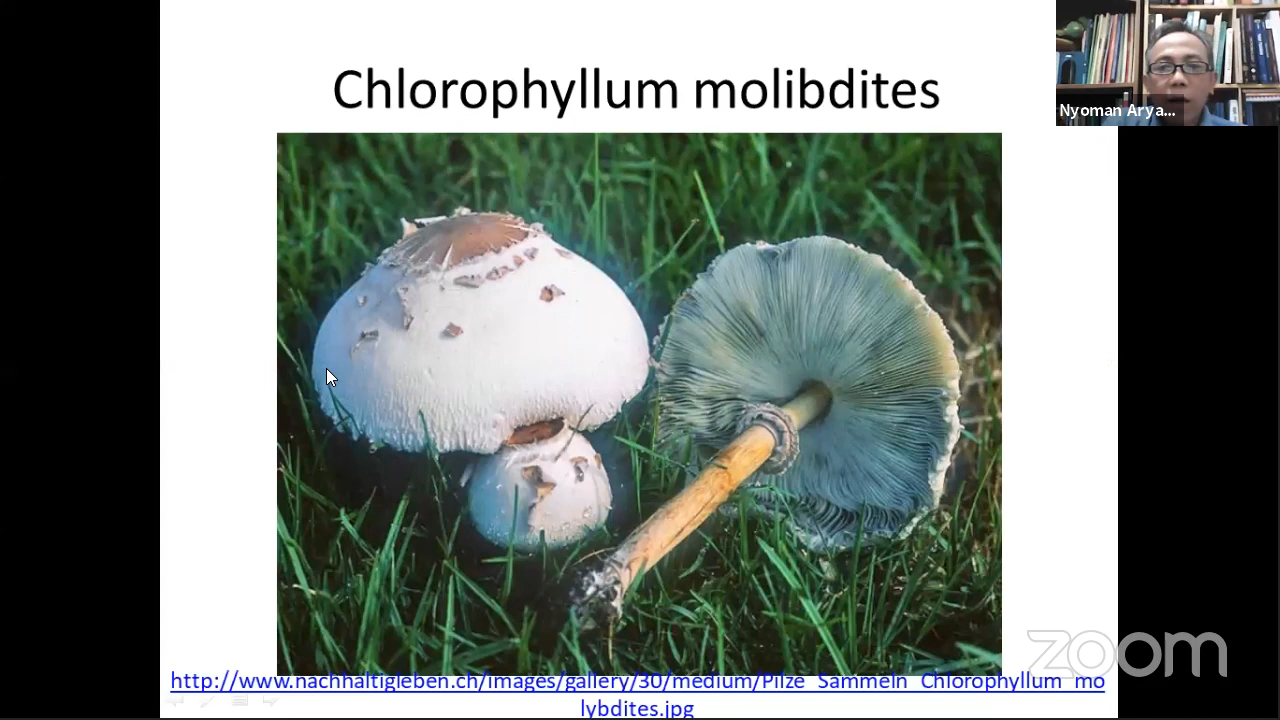 Chlorophyllum molibdites
Nyoman Arya...
http://www.nachhaltigleben.ch/images/gallery/30/medium/Pilze_Sammeln_Chlorophyllum_mo
lybdites.jpg
zoom